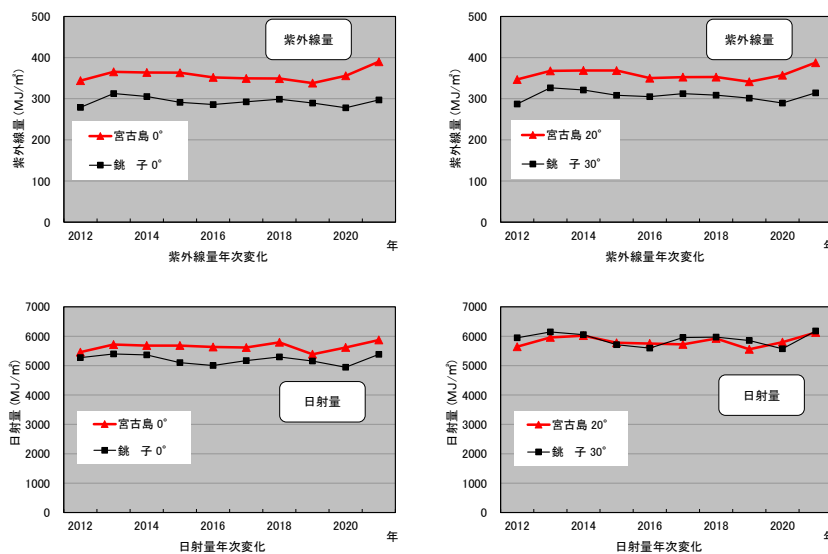 500
400
300
200
100
0
紫外線量 (MJ/㎡)
紫外線量
宮古島 0°
銚　子 0°
2012 2014 2016 2018 2020
年
紫外線量年次変化
500
400
300
200
100
0
紫外線量 (MJ/㎡)
紫外線量
宮古島 20°
銚　子 30°
2012 2014 2016 2018 2020
年
紫外線量年次変化
7000
6000
5000
4000
3000
2000
1000
0
日射量 (MJ/㎡)
日射量
宮古島 0°
銚　子 0°
2012 2014 2016 2018 2020
年
日射量年次変化
7000
6000
5000
4000
3000
2000
1000
0
日射量 (MJ/㎡)
日射量
宮古島 20°
銚　子 30°
2012 2014 2016 2018 2020
年
日射量年次変化